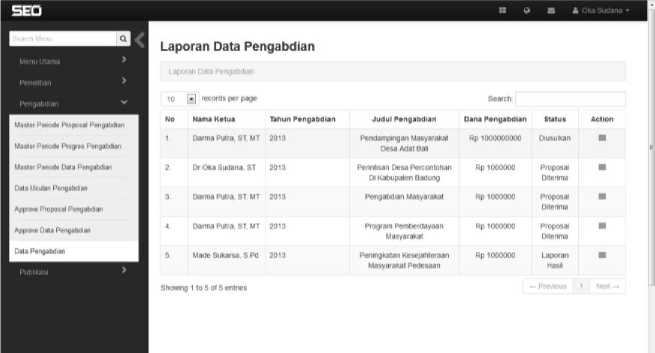 SEO
Oka Sudana
Search Menu
Menu Utama
Penelitian
Pengabdian
Master Periode Proposal Pengabdian
Master Periode Progres Pengabdian
Master Periode Data Pengabdian
Data Usulan Pengabdian
Approve Proposal Pengabdian
Approve Data Pengabdian
Data Pengabdian
Publikasi
Laporan Data Pengabdian
Laporan Data Pengabdian
10 records per page Search:
No Nama Ketua Tahun Pengabdian Judul Pengabdian Dana Pengabdian Status Action
1. Darma Putra, ST, MT 2013 Pendampingan Masyarakat Rp 1000000000 Diusulkan
Desa Adat Bali
2. Dr Oka Sudana, ST 2013 Perintisan Desa Percontohan Rp 1000000 Proposal
Di Kabupaten Badung Diterima
3. Darma Putra, ST, MT 2013 Pengabdian Masyarakat Rp 1000000 Proposal
Diterima
4. Darma Putra, ST, MT 2013 Program Pemberdayaan Rp 1000000 Proposal
Masyarakat Diterima
5. Made Sukarsa, S.Pd 2013 Peningkatan Kesejahteraan Rp 1000000 Laporan
Masyarakat Pedesaan Hasil
Showing 1 to 5 of 5 entries
← Previous 1 Next →